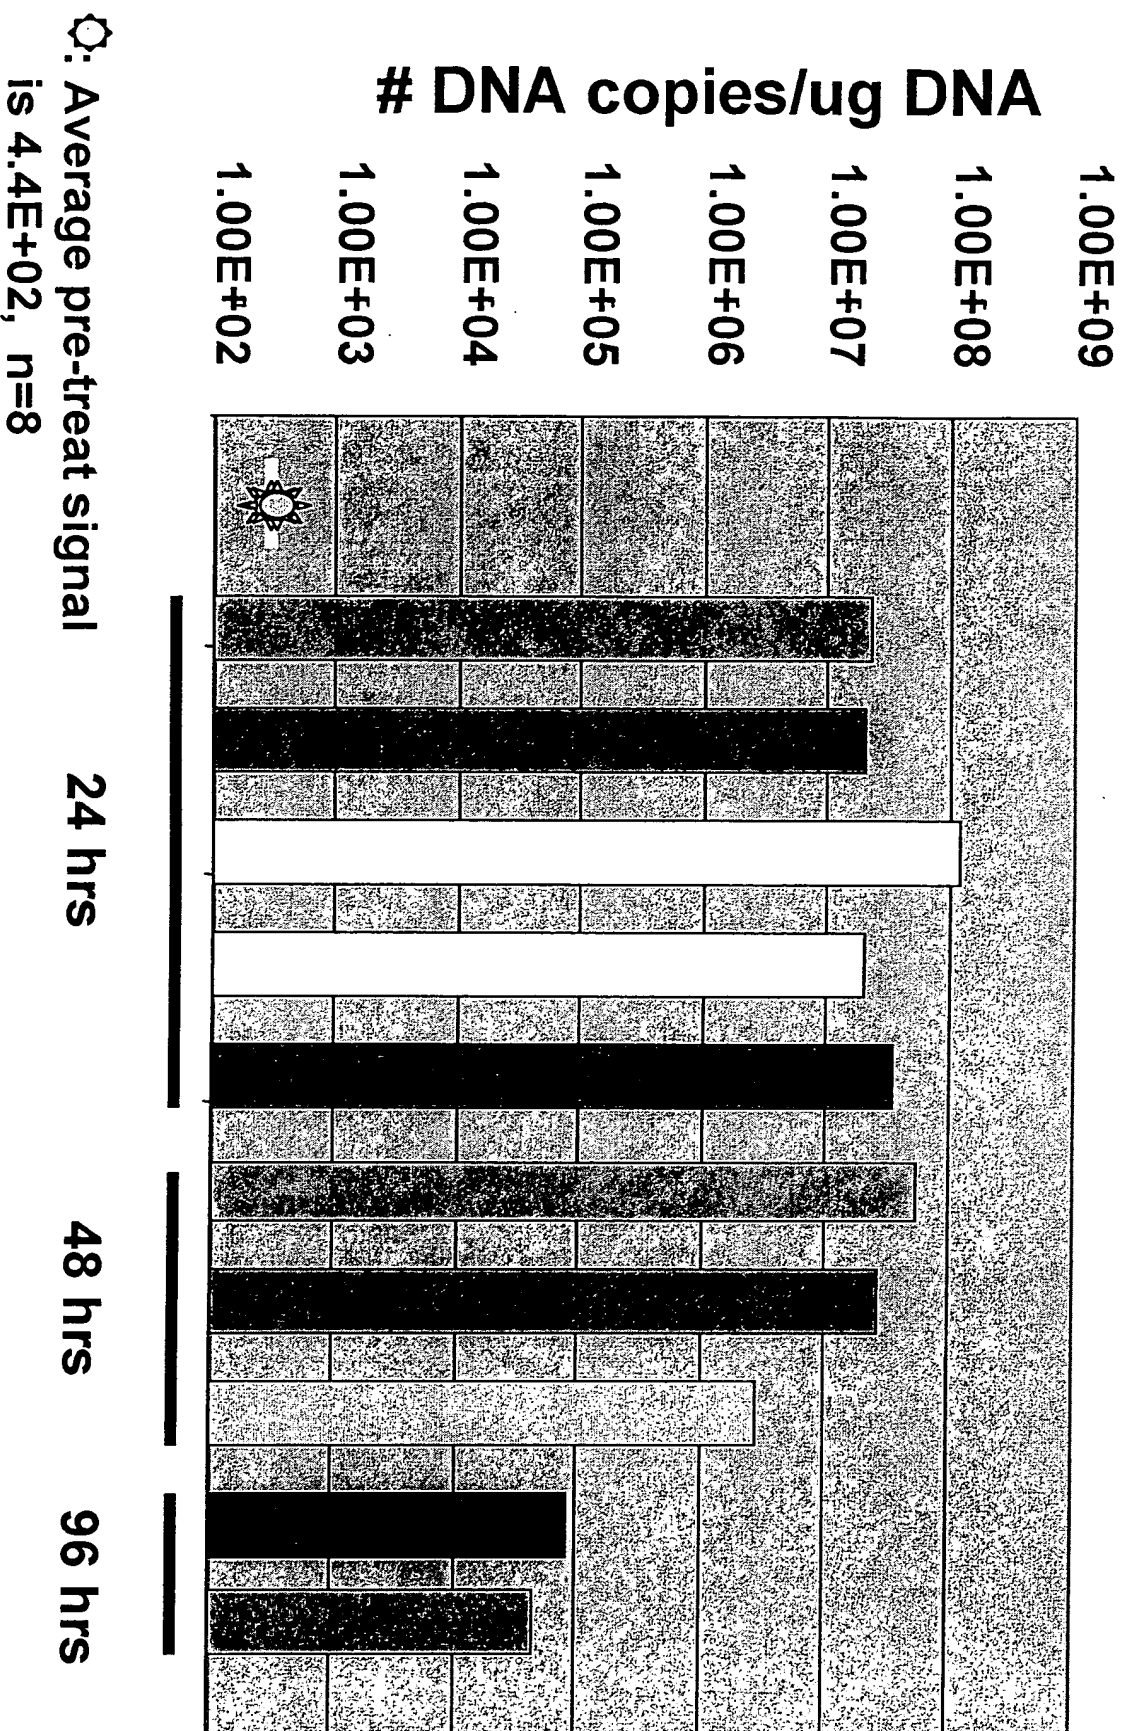 # DNA copies/ug DNA
1.00E+09
1.00E+08
1.00E+07
1.00E+06
1.00E+05
1.00E+04
1.00E+03
1.00E+02
24 hrs
48 hrs
96 hrs
: Average pre-treat signal
is 4.4E+02, n=8